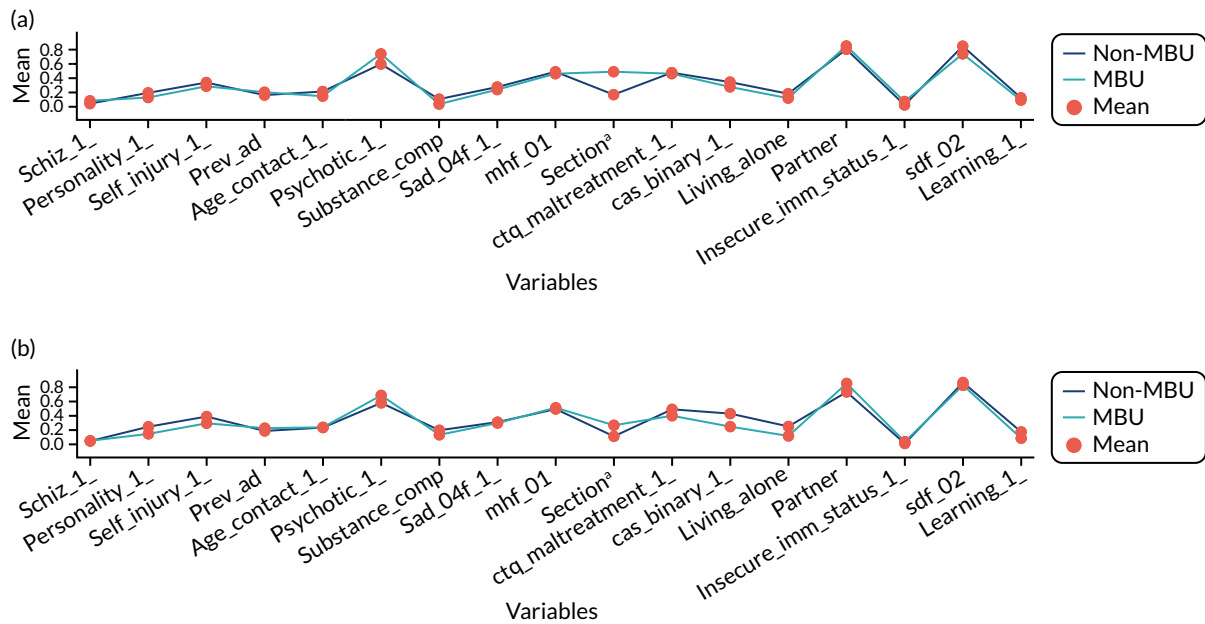 (a)
Mean
0.8
0.6
0.4
0.2
0.0
Schiz_1_
Personality_1_
Self_injury_1_
Prev_ad
Age_contact_1_
Psychotic_1_
Substance_comp
Sad_04f_1_
mhf_01
Sectionᵃ
ctq_maltreatment_1_
cas_binary_1_
Living_alone
Partner
Insecure_imm_status_1_
sdf_02
Learning_1_
Variables
Non-MBU
MBU
Mean
(b)
Mean
0.8
0.6
0.4
0.2
0.0
Schiz_1_
Personality_1_
Self_injury_1_
Prev_ad
Age_contact_1_
Psychotic_1_
Substance_comp
Sad_04f_1_
mhf_01
Sectionᵃ
ctq_maltreatment_1_
cas_binary_1_
Living_alone
Partner
Insecure_imm_status_1_
sdf_02
Learning_1_
Variables
Non-MBU
MBU
Mean